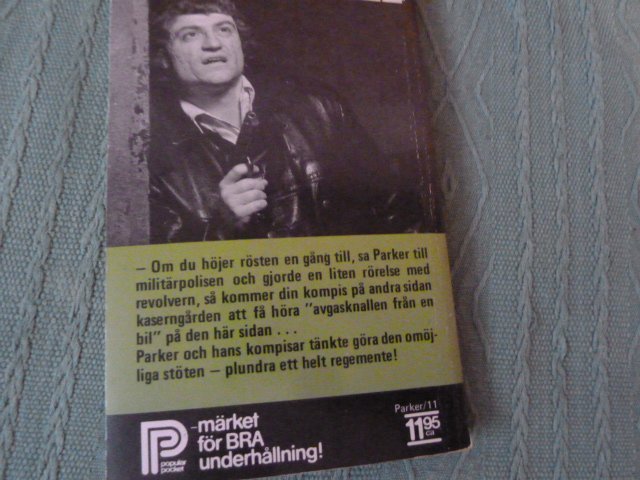 — Om du höjer rösten en gång till, sa Parker till
militärpolisen och gjorde en liten rörelse med
revolvern, så kommer din kompis på andra sidan
kaserngården att få höra "avgasknallen från en
bil" på den här sidan . . .
Parker och hans kompisar tänkte göra den omöj-
liga stöten — plundra ett helt regemente!
P
popular
pocket
–märket
för BRA
underhållning!
Parker/11
11.95
ca